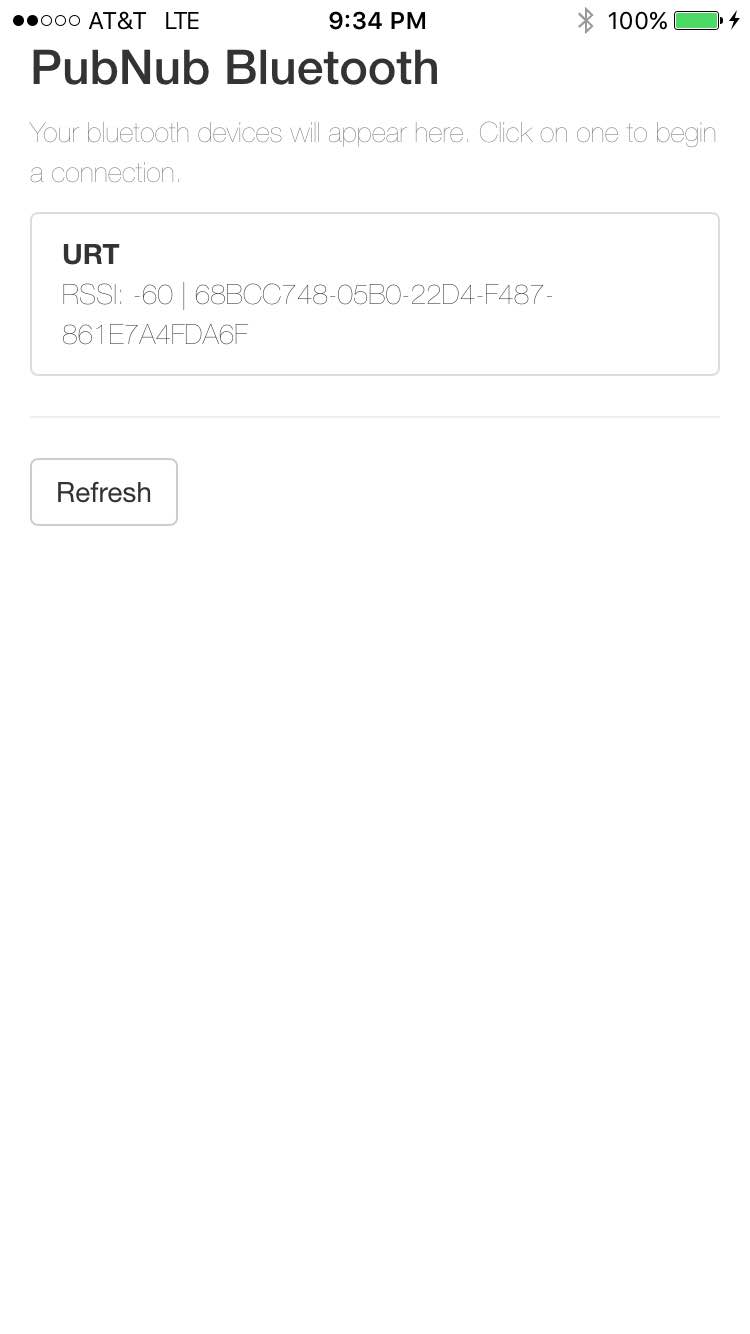 AT&T LTE 9:34 PM 100%
PubNub Bluetooth
Your bluetooth devices will appear here. Click on one to begin
a connection.
URT
RSSI: -60 | 68BCC748-05B0-22D4-F487-
861E7A4FDA6F
Refresh